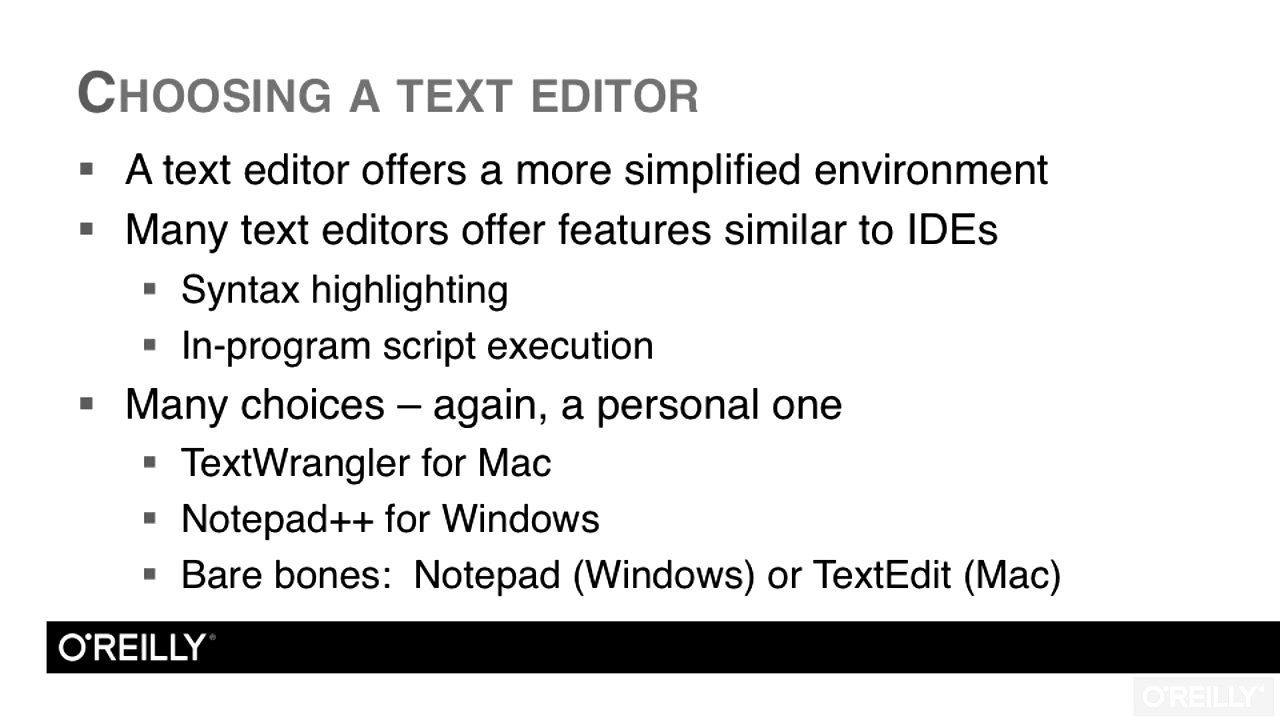 CHOOSING A TEXT EDITOR
▪ A text editor offers a more simplified environment
▪ Many text editors offer features similar to IDEs
▪ Syntax highlighting
▪ In-program script execution
▪ Many choices – again, a personal one
▪ TextWrangler for Mac
▪ Notepad++ for Windows
▪ Bare bones:  Notepad (Windows) or TextEdit (Mac)
O'REILLY®
O'REILLY